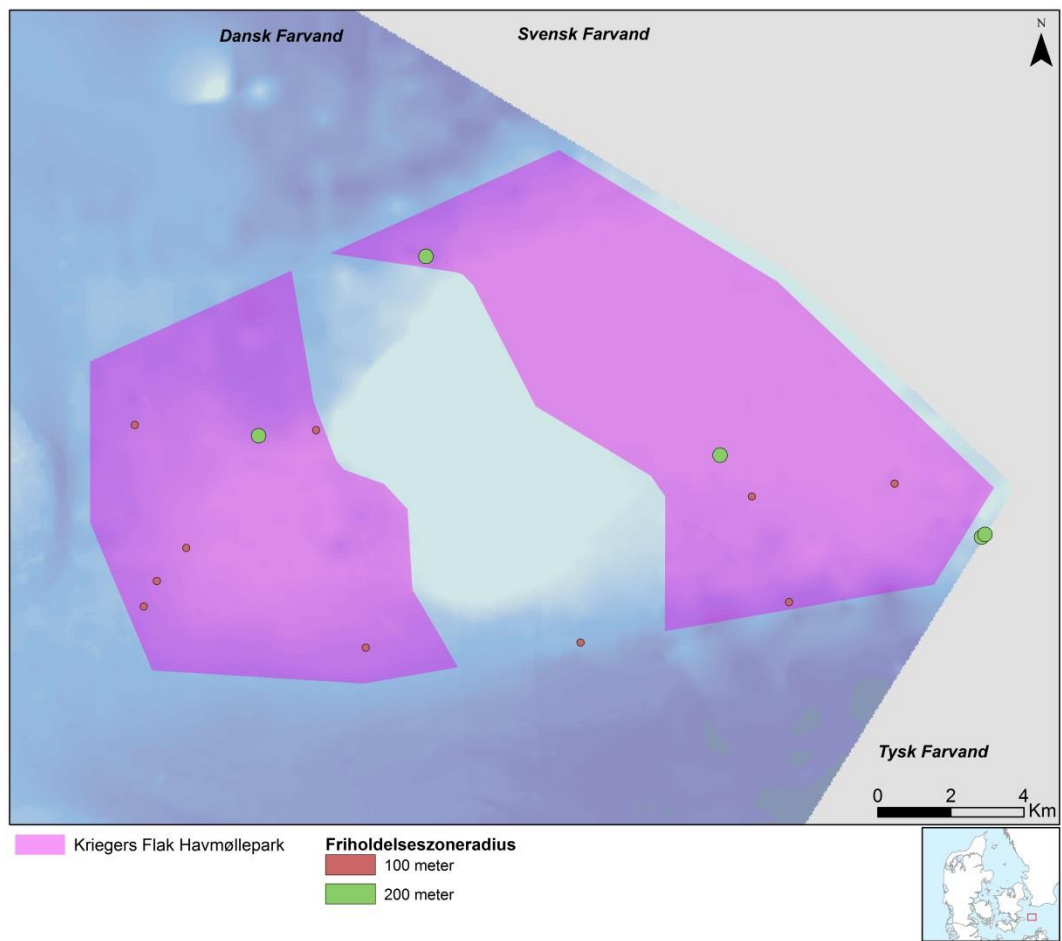 Dansk Farvand
Svensk Farvand
N
Tysk Farvand
0 2 4
Km
Kriegers Flak Havmøllepark
Friholdelseszoneradius
100 meter
200 meter